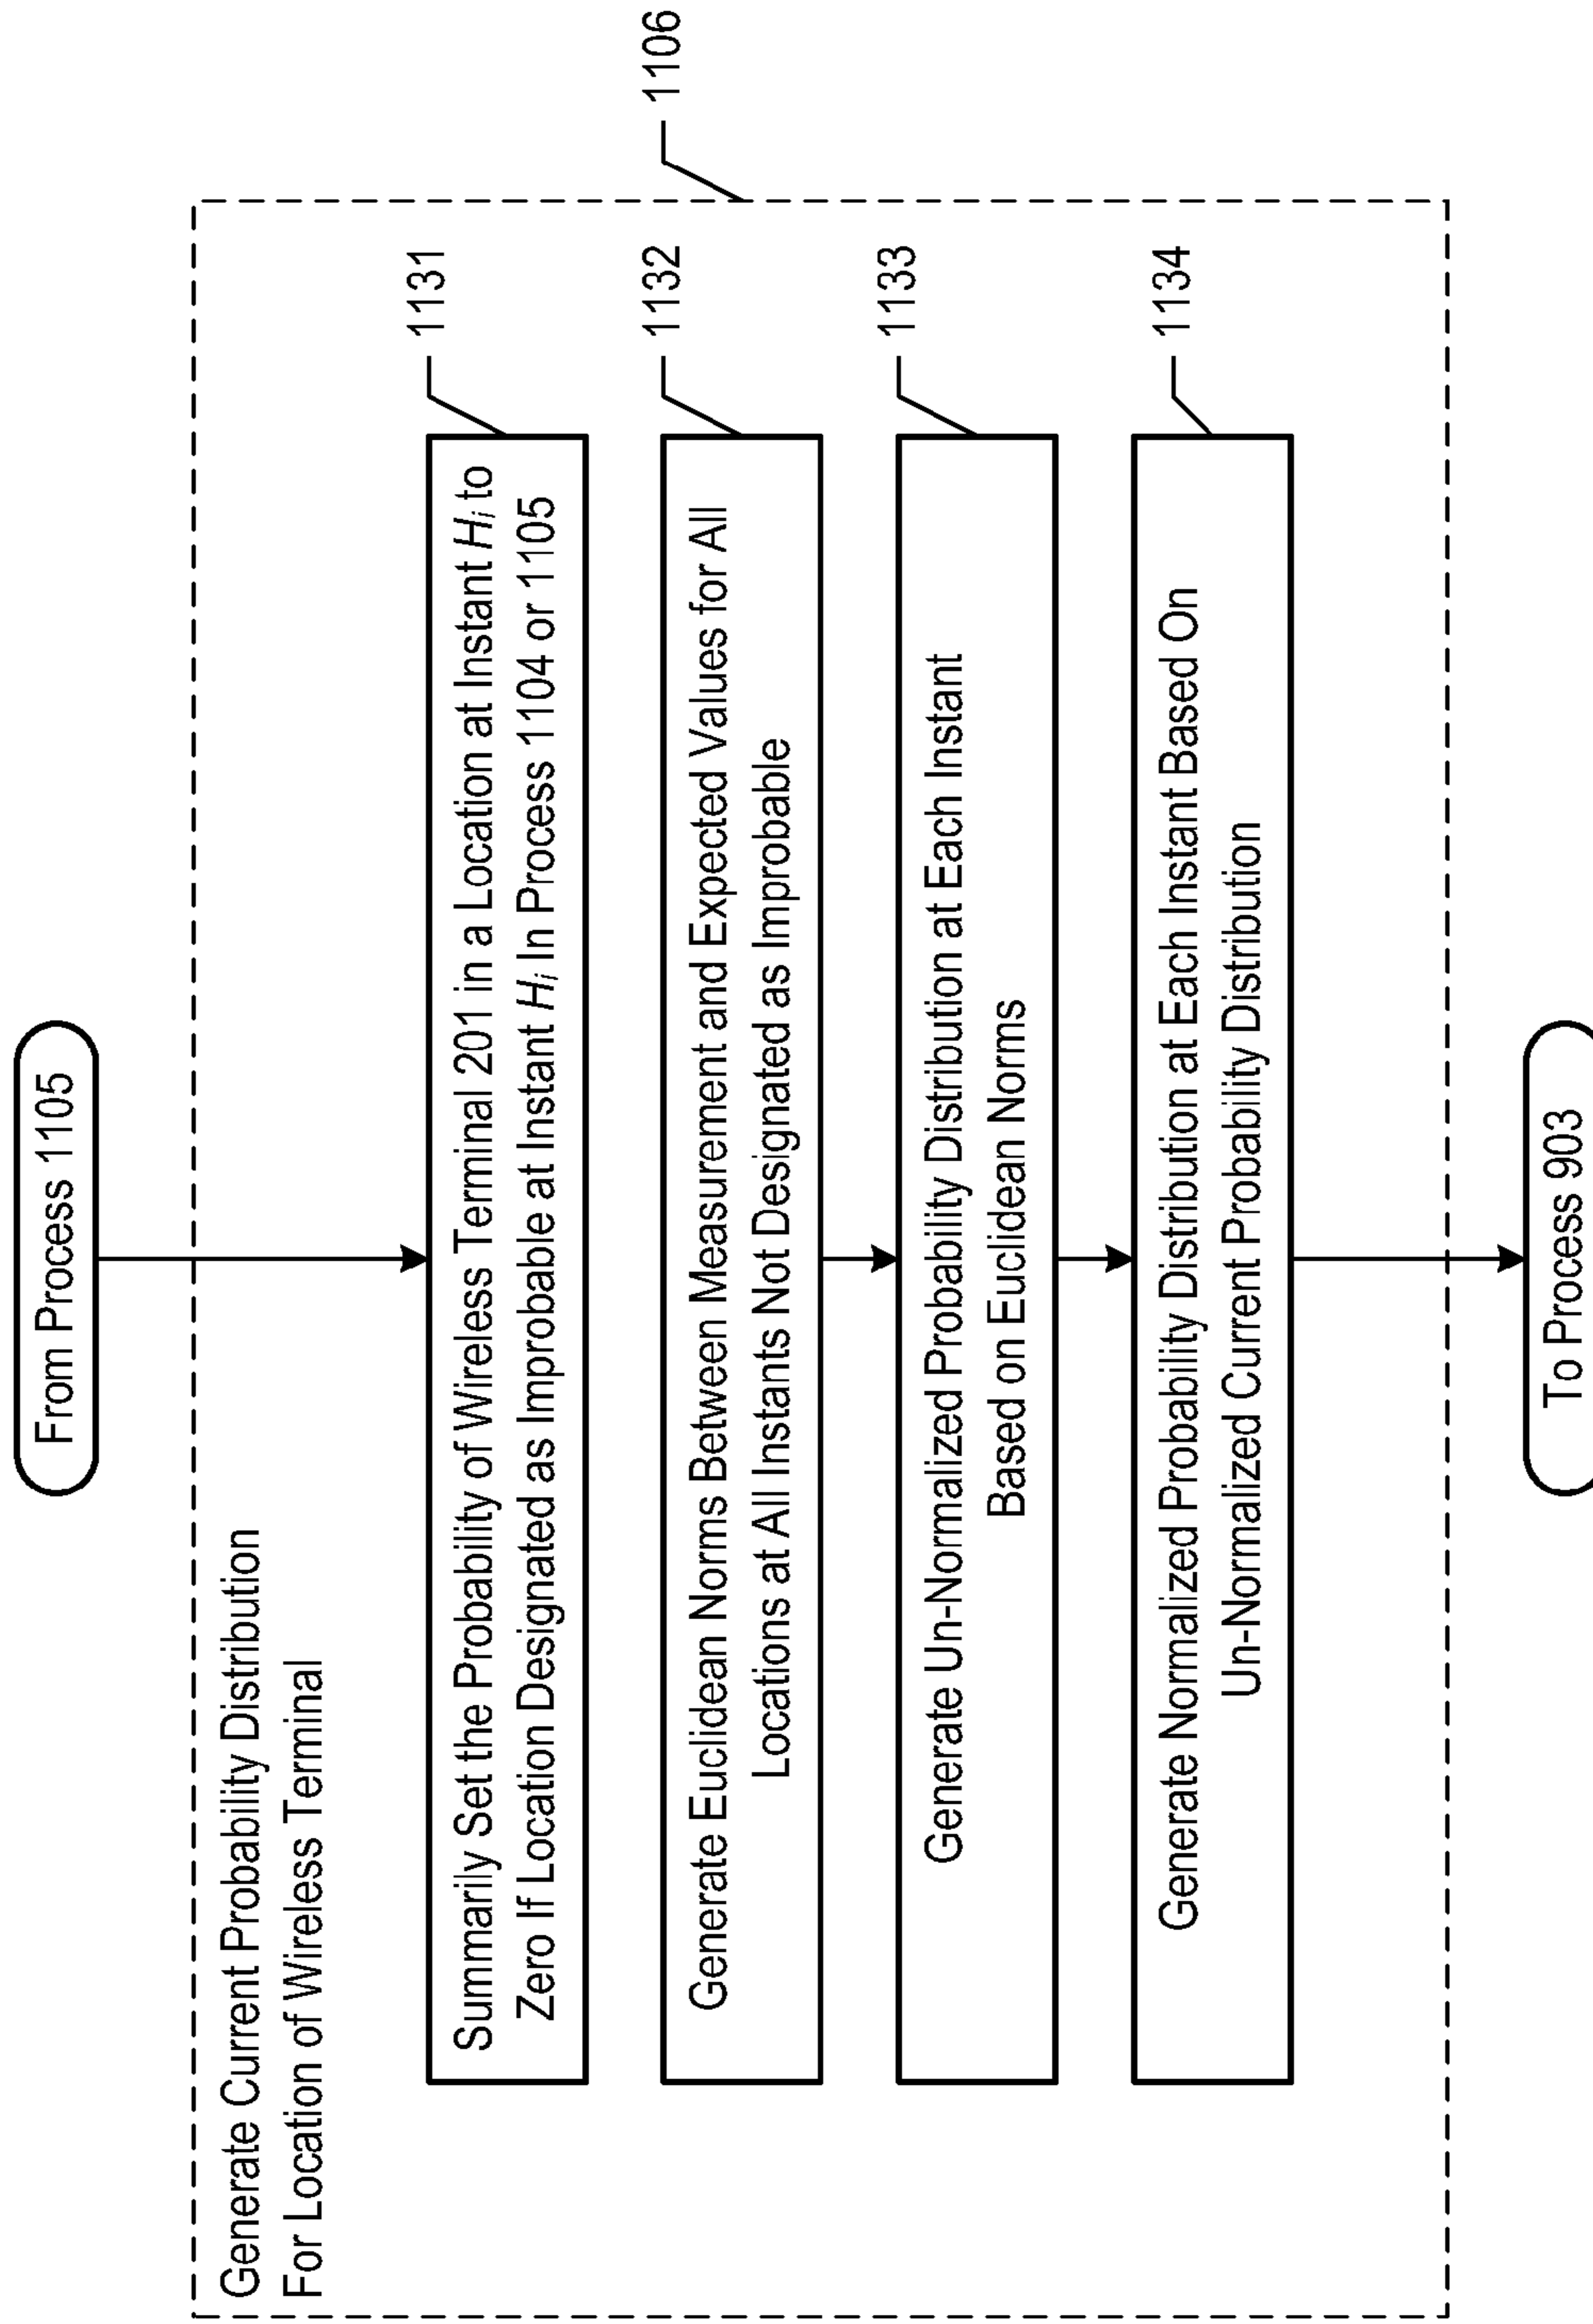 From Process 1105
Generate Current Probability Distribution
For Location of Wireless Terminal
1106
Summarily Set the Probability of Wireless Terminal 201 in a Location at Instant Hi to
Zero If Location Designated as Improbable at Instant Hi In Process 1104 or 1105
1131
Generate Euclidean Norms Between Measurement and Expected Values for All
Locations at All Instants Not Designated as Improbable
1132
Generate Un-Normalized Probability Distribution at Each Instant
Based on Euclidean Norms
1133
Generate Normalized Probability Distribution at Each Instant Based On
Un-Normalized Current Probability Distribution
1134
To Process 903